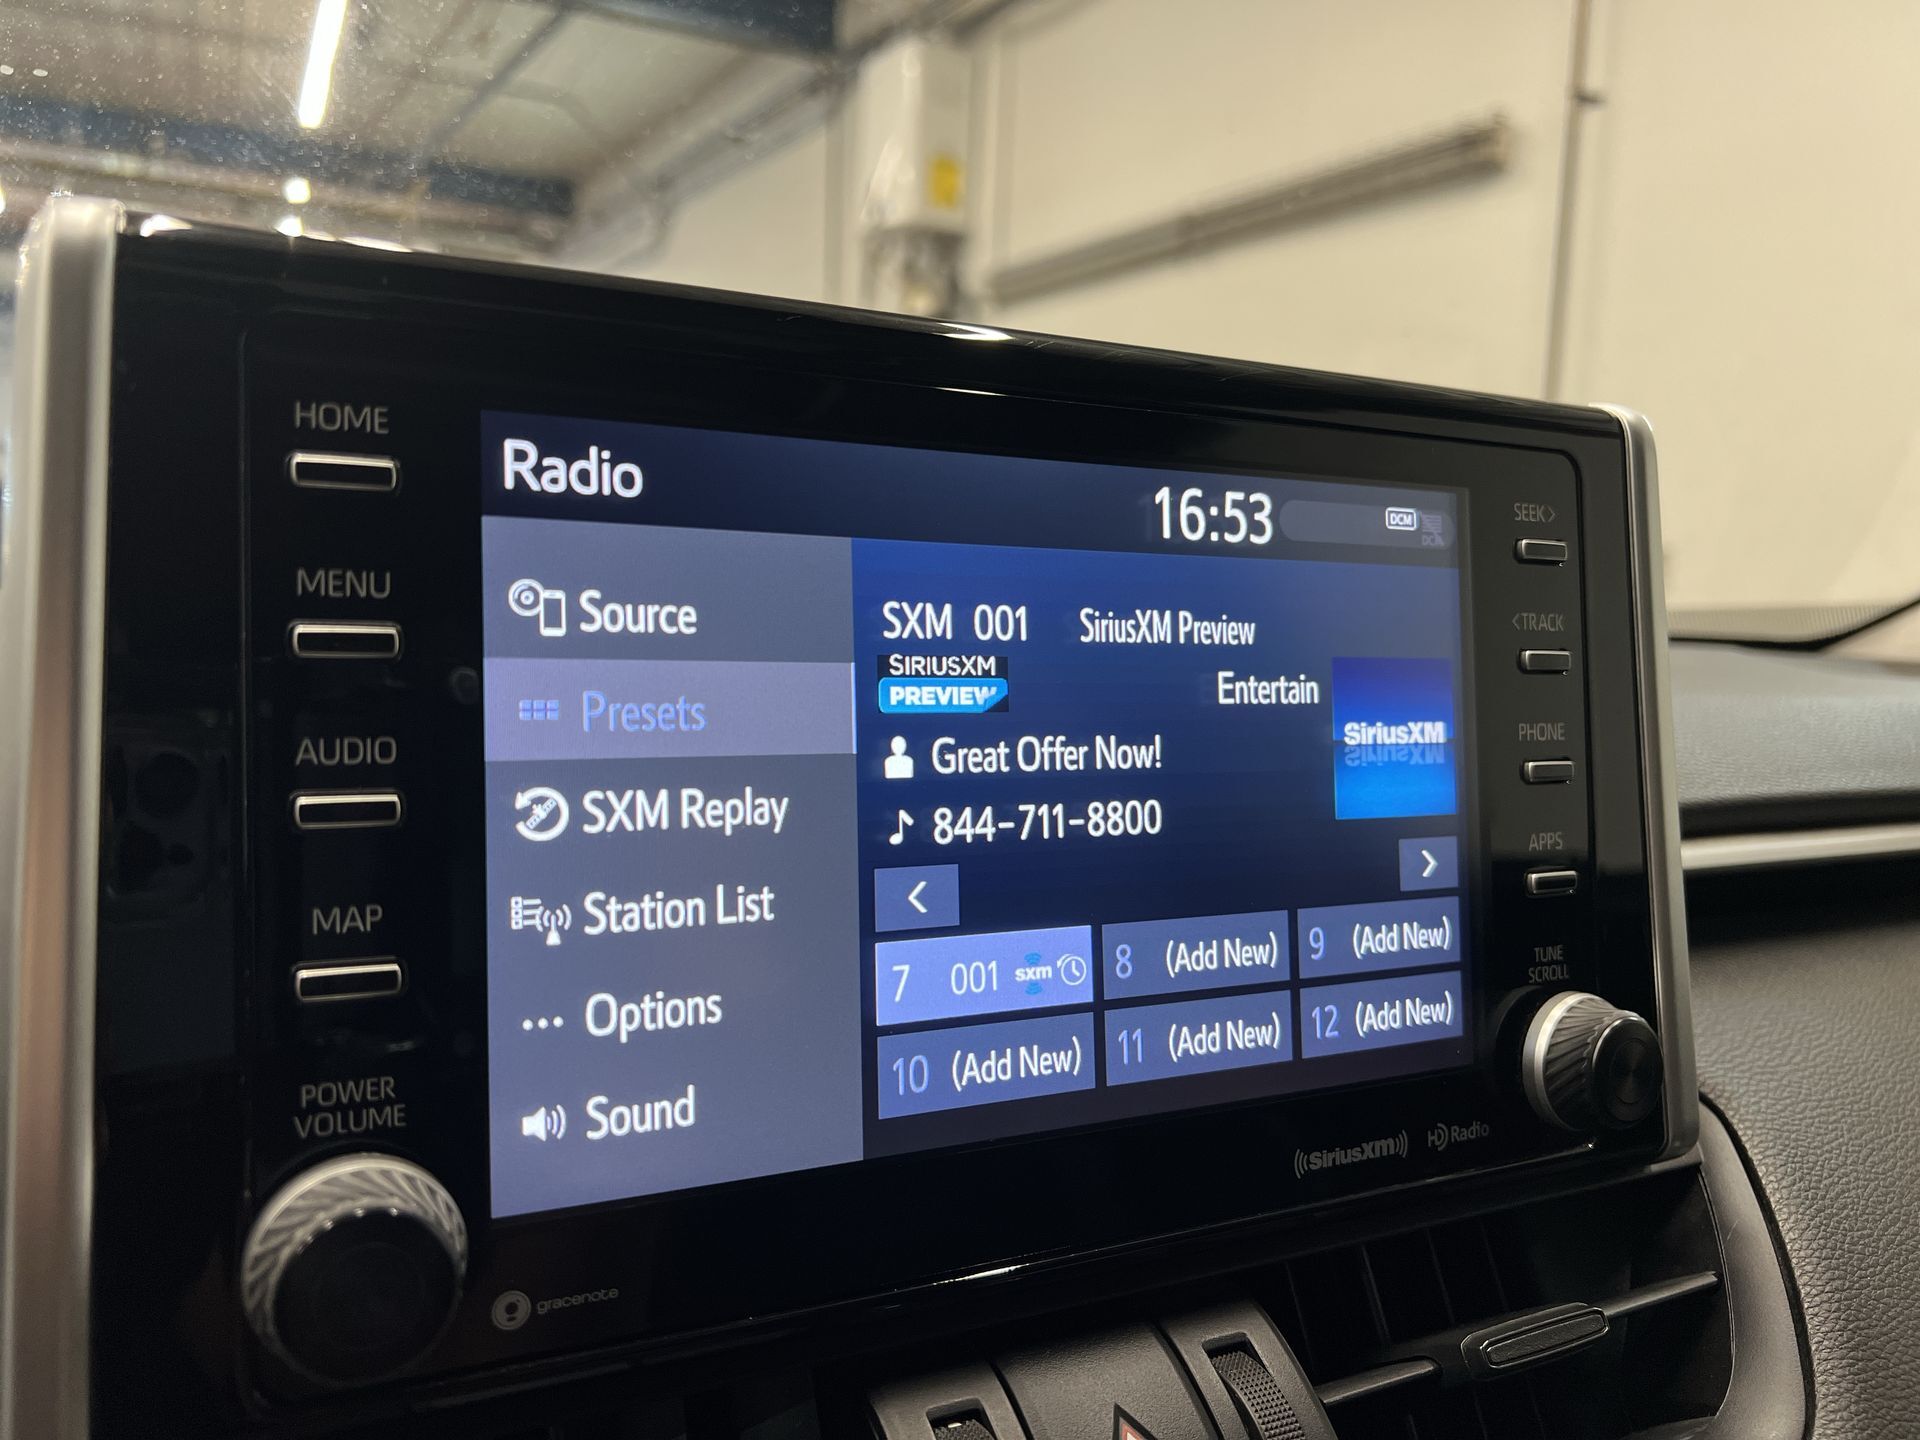 HOME
MENU
AUDIO
MAP
POWER
VOLUME
Radio
16:53
DCM
Source
Presets
SXM Replay
Station List
Options
Sound
SXM 001 SiriusXM Preview
SIRIUSXM
PREVIEW
Entertain
SiriusXM
Great Offer Now!
844-711-8800
<
>
7 001 sxm
8 (Add New)
9 (Add New)
10 (Add New)
11 (Add New)
12 (Add New)
SEEK>
<TRACK
PHONE
APPS
TUNE
SCROLL
gracenote
((SiriusXM))
HD Radio